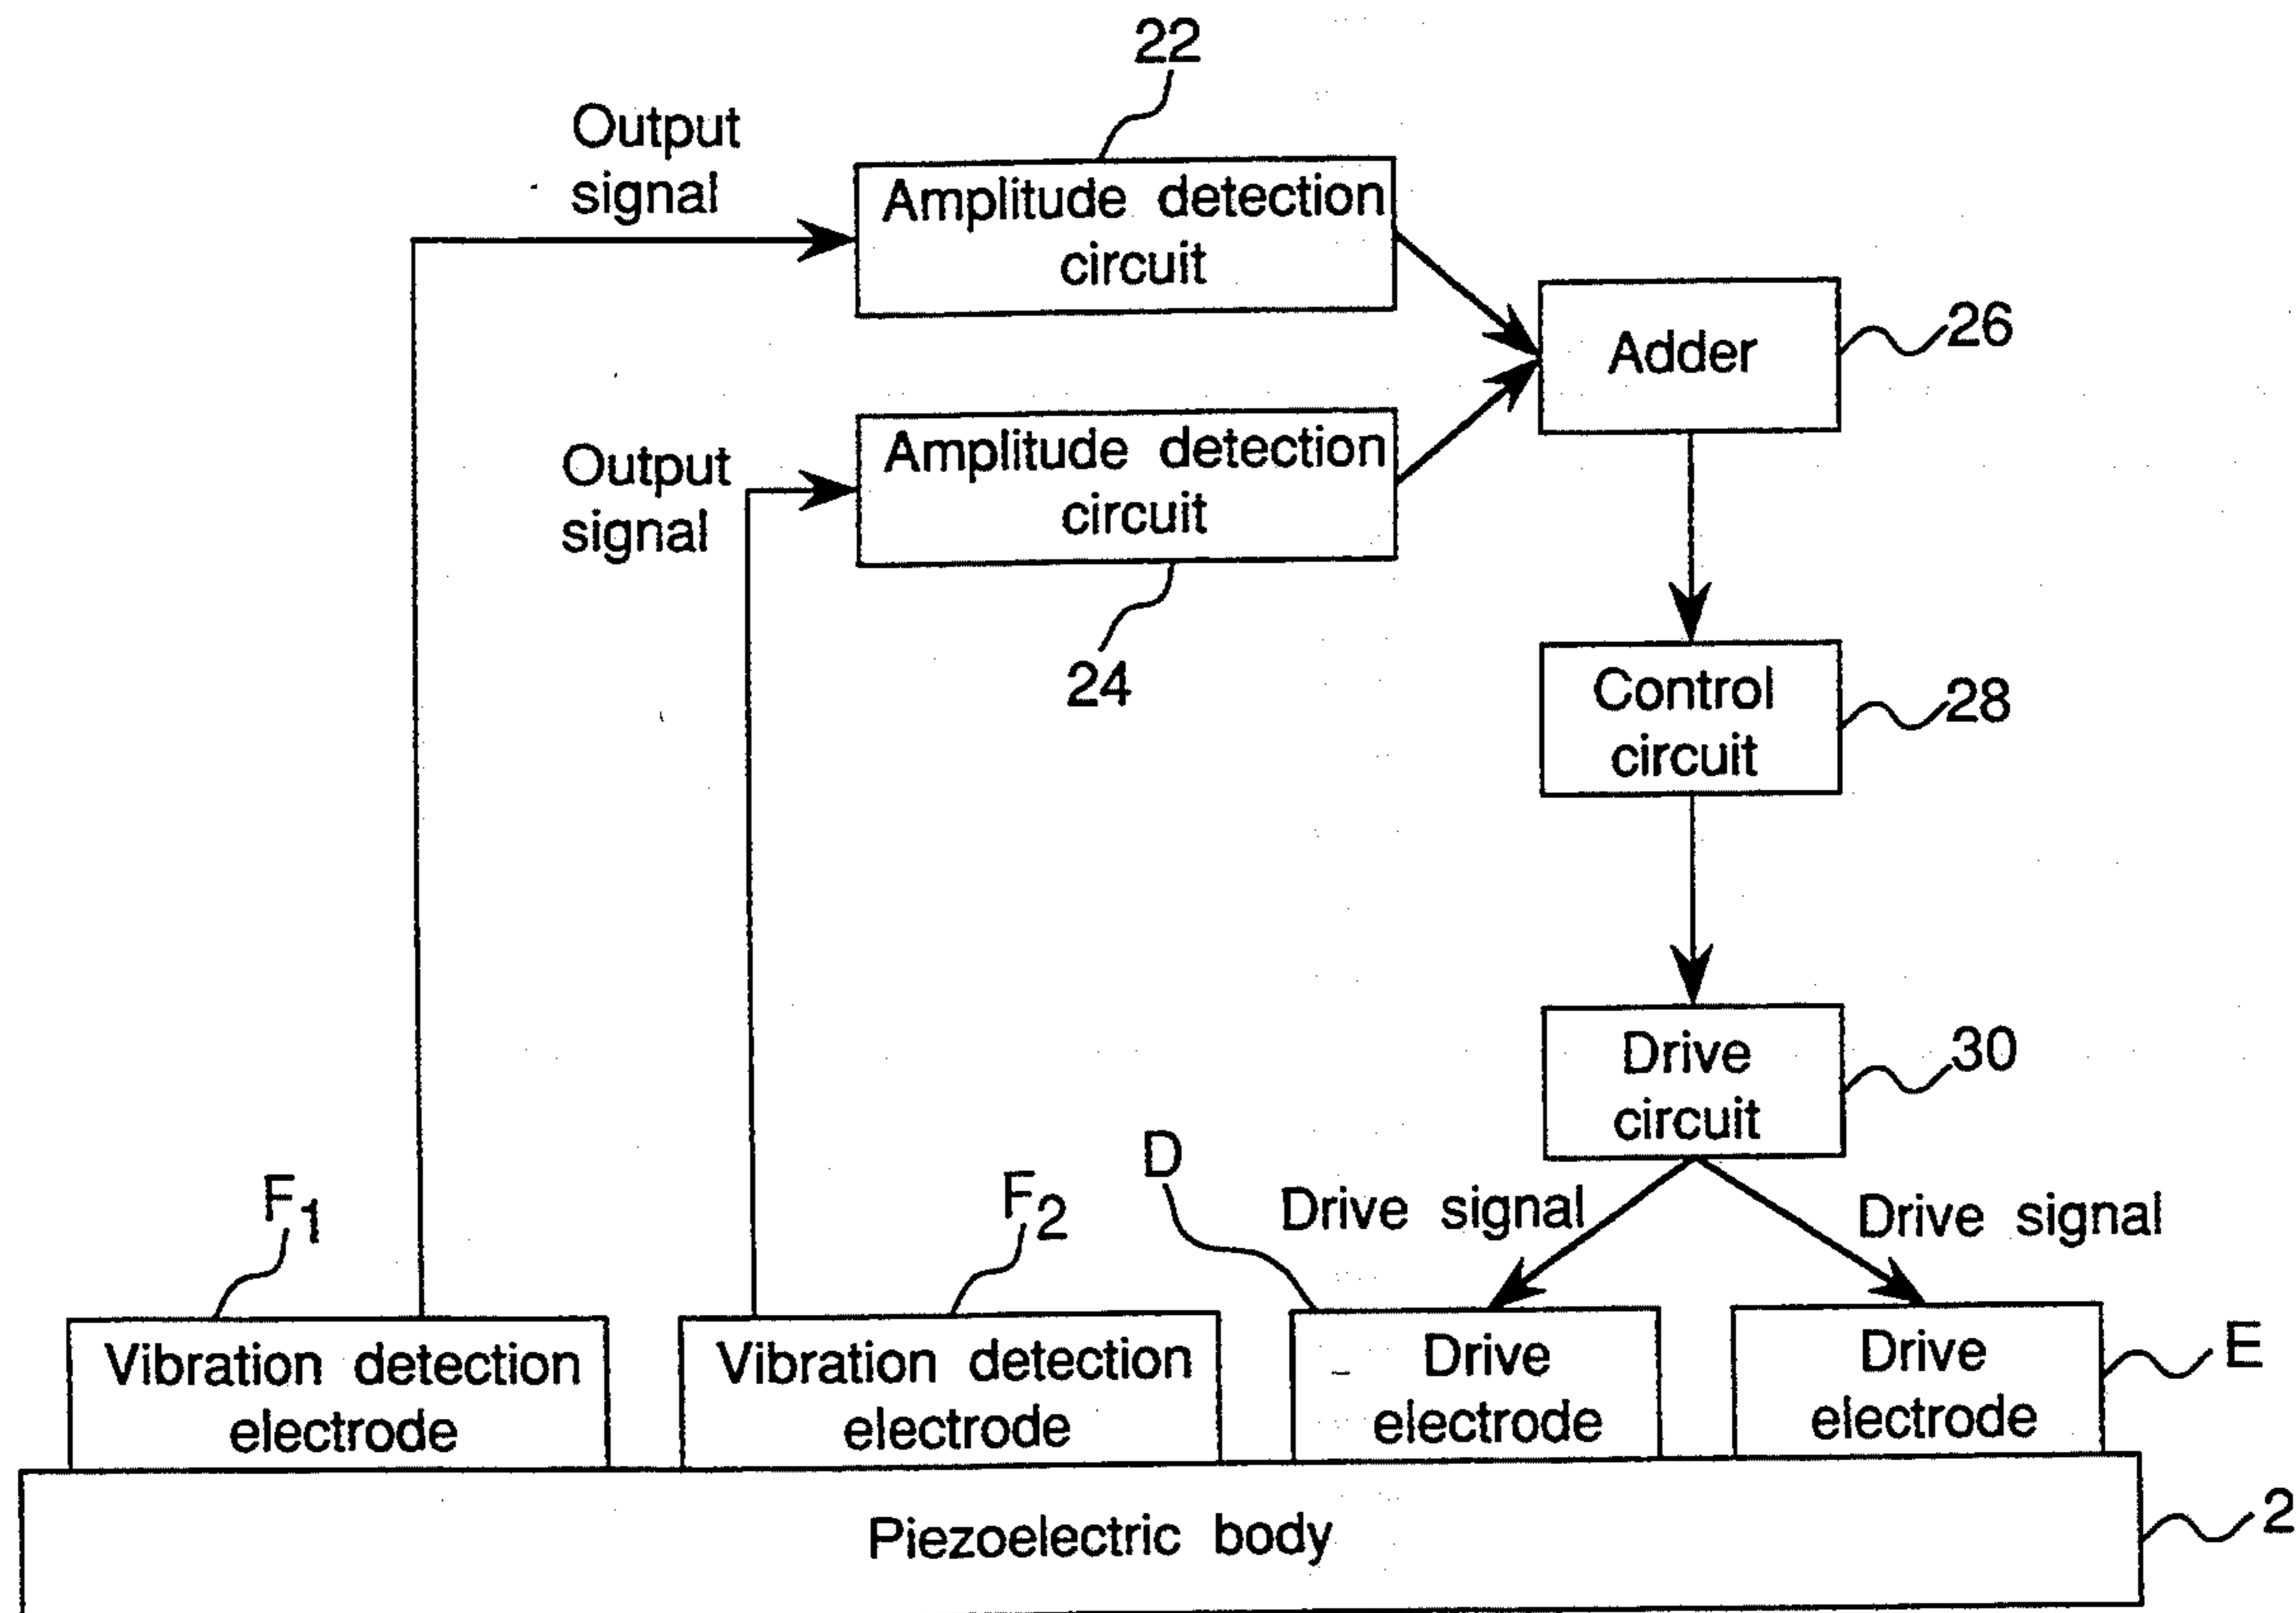 22
Output
signal
Amplitude detection
circuit
Adder
26
Output
signal
Amplitude detection
circuit
24
Control
circuit
28
Drive
circuit
30
F1
F2
D
Drive signal
Drive signal
Vibration detection
electrode
Vibration detection
electrode
Drive
electrode
Drive
electrode
E
Piezoelectric body
2